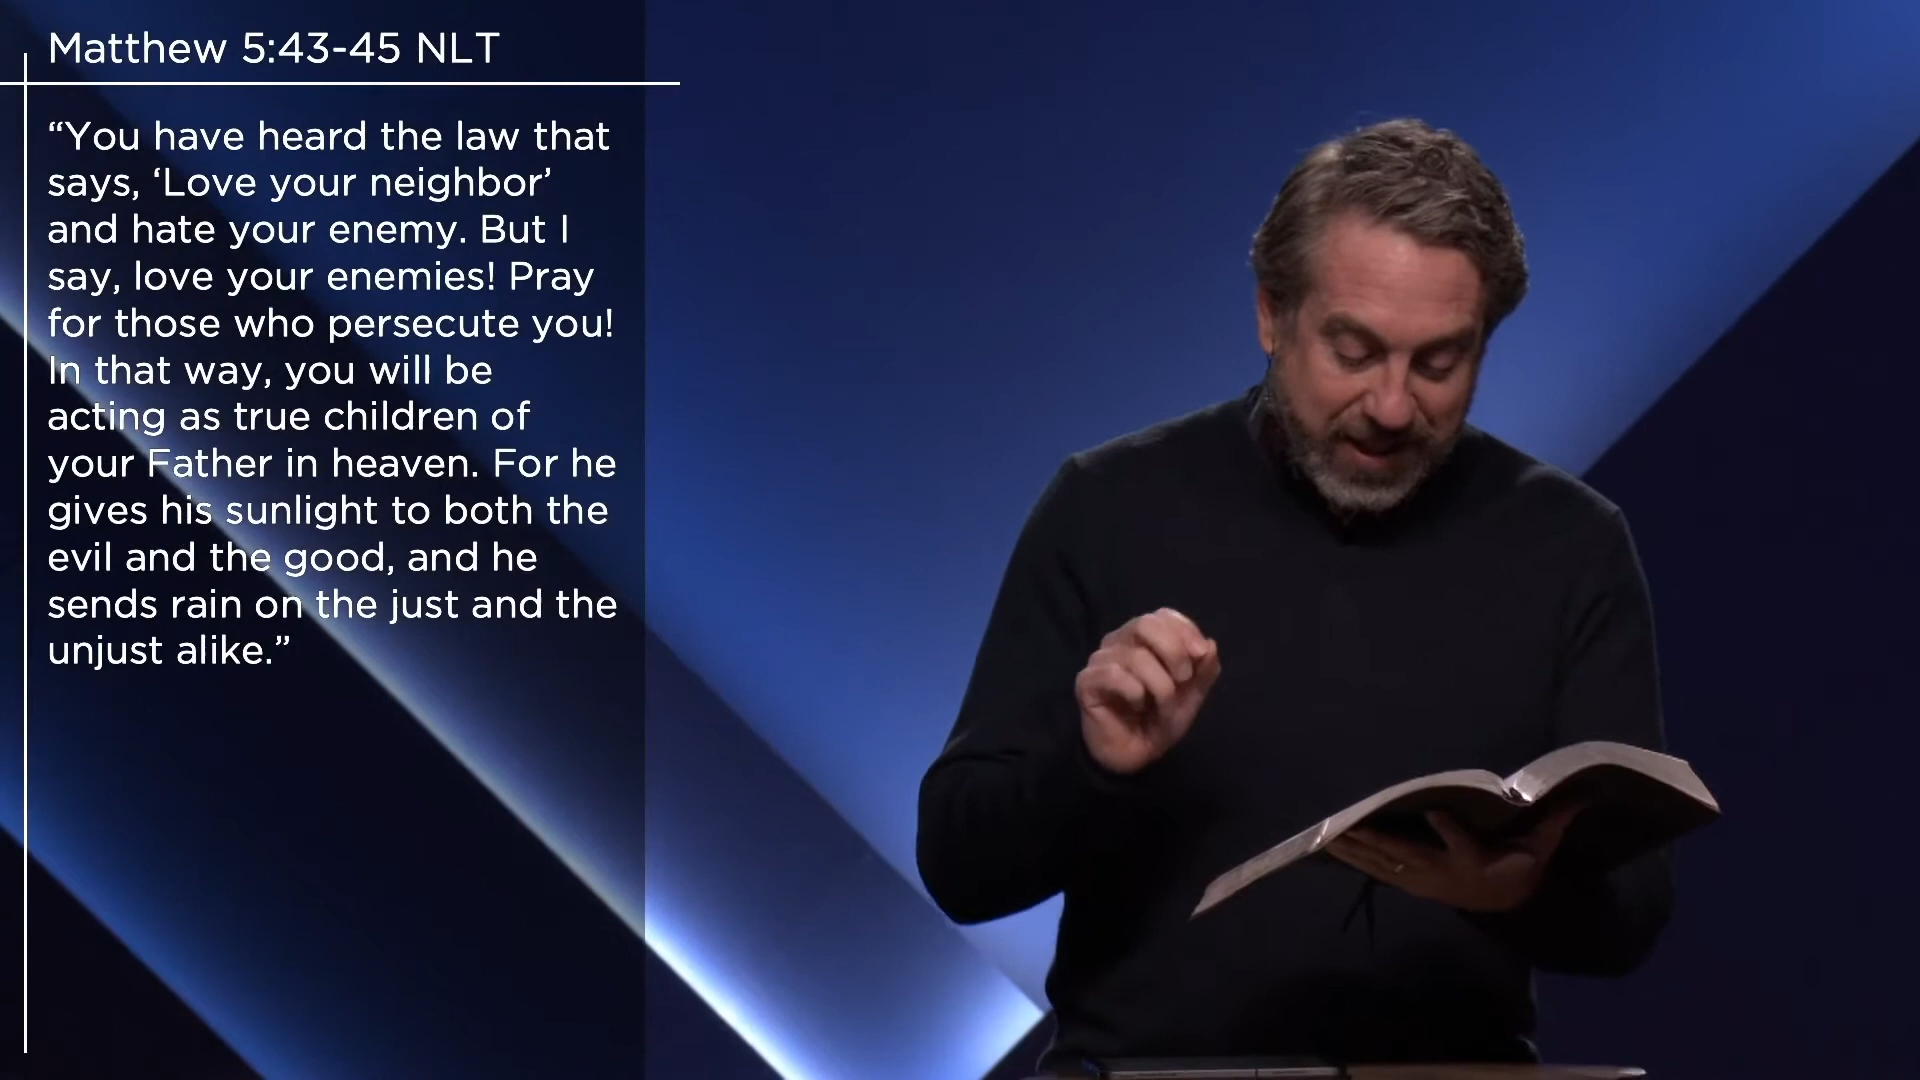 Matthew 5:43-45 NLT
“You have heard the law that
says, ‘Love your neighbor’
and hate your enemy. But I
say, love your enemies! Pray
for those who persecute you!
In that way, you will be
acting as true children of
your Father in heaven. For he
gives his sunlight to both the
evil and the good, and he
sends rain on the just and the
unjust alike.”